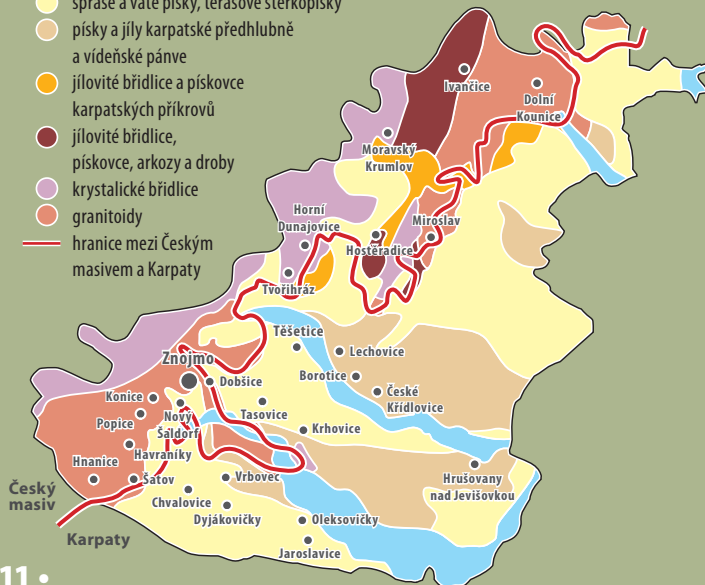 spraše a váté písky, terasové štěrkopísky
písky a jíly karpatské předhlubně
a vídeňské pánve
jílovité břidlice a pískovce
karpatských příkrovů
jílovité břidlice,
pískovce, arkozy a droby
krystalické břidlice
granitoidy
hranice mezi Českým
masivem a Karpaty
Ivančice
Dolní
Kounice
Moravský
Krumlov
Horní
Dunajovice
Miroslav
Hostěradice
Tvořihráz
Těšetice
Lechovice
Znojmo
Dobšice
Borotice
České
Křídlovice
Konice
Nový
Šaldorf
Tasovice
Popice
Krhovice
Hnanice
Havraníky
Hrušovany
nad Jevišovkou
Šatov
Vrbovec
Český
masiv
Chvalovice
Dyjákovičky
Oleksovičky
Karpaty
Jaroslavice
11 •